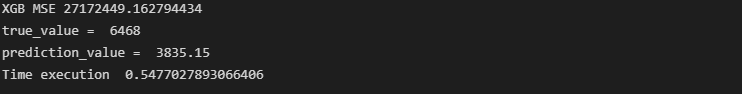 XGB MSE 27172449.162794434
true_value =  6468
prediction_value =  3835.15
Time execution  0.5477027893066406